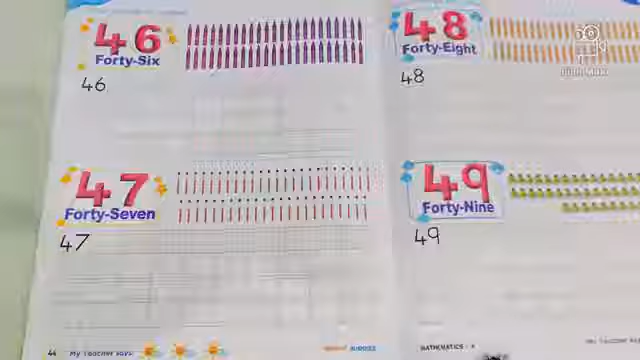 46
Forty-Six
46
47
Forty-Seven
47
44 My Teacher says:
48
Forty-Eight
48
49
Forty-Nine
49
MATHEMATICS